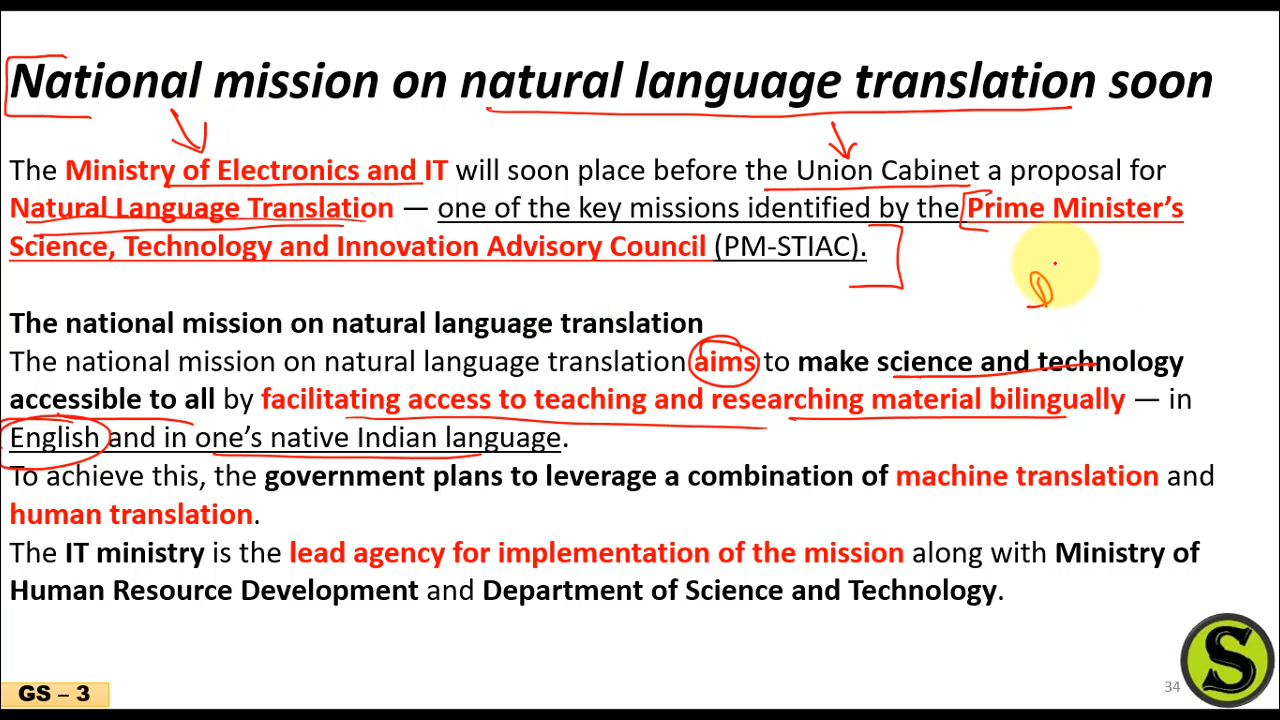 National mission on natural language translation soon
The Ministry of Electronics and IT will soon place before the Union Cabinet a proposal for
Natural Language Translation — one of the key missions identified by the Prime Minister’s
Science, Technology and Innovation Advisory Council (PM-STIAC).
The national mission on natural language translation
The national mission on natural language translation aims to make science and technology
accessible to all by facilitating access to teaching and researching material bilingually — in
English and in one’s native Indian language.
To achieve this, the government plans to leverage a combination of machine translation and
human translation.
The IT ministry is the lead agency for implementation of the mission along with Ministry of
Human Resource Development and Department of Science and Technology.
S
GS – 3
34